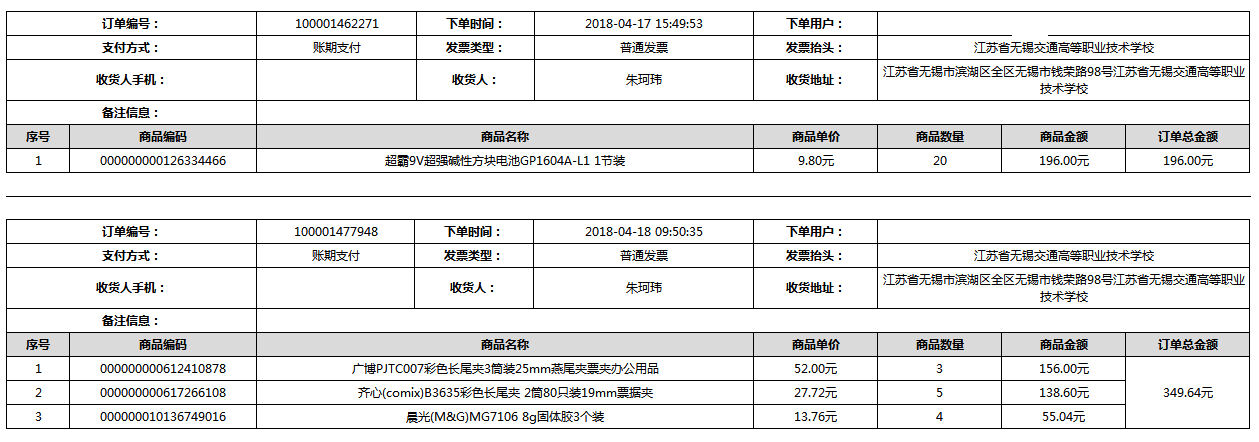 订单编号： 100001462271 下单时间： 2018-04-17 15:49:53 下单用户：
支付方式： 账期支付 发票类型： 普通发票 发票抬头： 江苏省无锡交通高等职业技术学校
收货人手机： 收货人： 朱珂玮 收货地址： 江苏省无锡市滨湖区全区无锡市钱荣路98号江苏省无锡交通高等职业
技术学校
备注信息：
序号 商品编码 商品名称 商品单价 商品数量 商品金额 订单总金额
1 000000000126334466 超霸9V超强碱性方块电池GP1604A-L1 1节装 9.80元 20 196.00元 196.00元
订单编号： 100001477948 下单时间： 2018-04-18 09:50:35 下单用户：
支付方式： 账期支付 发票类型： 普通发票 发票抬头： 江苏省无锡交通高等职业技术学校
收货人手机： 收货人： 朱珂玮 收货地址： 江苏省无锡市滨湖区全区无锡市钱荣路98号江苏省无锡交通高等职业
技术学校
备注信息：
序号 商品编码 商品名称 商品单价 商品数量 商品金额 订单总金额
1 000000000612410878 广博PJTC007彩色长尾夹3筒装25mm燕尾夹票夹办公用品 52.00元 3 156.00元
2 000000000617266108 齐心(comix)B3635彩色长尾夹 2筒80只装19mm票据夹 27.72元 5 138.60元 349.64元
3 000000010136749016 晨光(M&G)MG7106 8g固体胶3个装 13.76元 4 55.04元